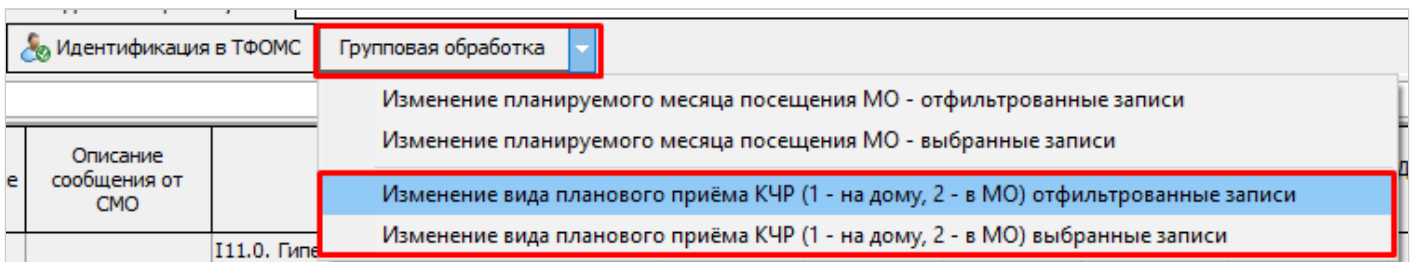 Идентификация в ТФОМС
Групповая обработка
Изменение планируемого месяца посещения МО - отфильтрованные записи
Изменение планируемого месяца посещения МО - выбранные записи
Описание
е
сообщения от
СМО
Изменение вида планового приёма КЧР (1 - на дому, 2 - в МО) отфильтрованные записи
Изменение вида планового приёма КЧР (1 - на дому, 2 - в МО) выбранные записи
I11.0. Гипе